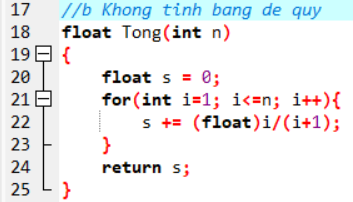 17 //b Khong tinh bang de quy
18 float Tong(int n)
19 {
20 float s = 0;
21 for(int i=1; i<=n; i++){
22 s += (float)i/(i+1);
23 }
24 return s;
25 }